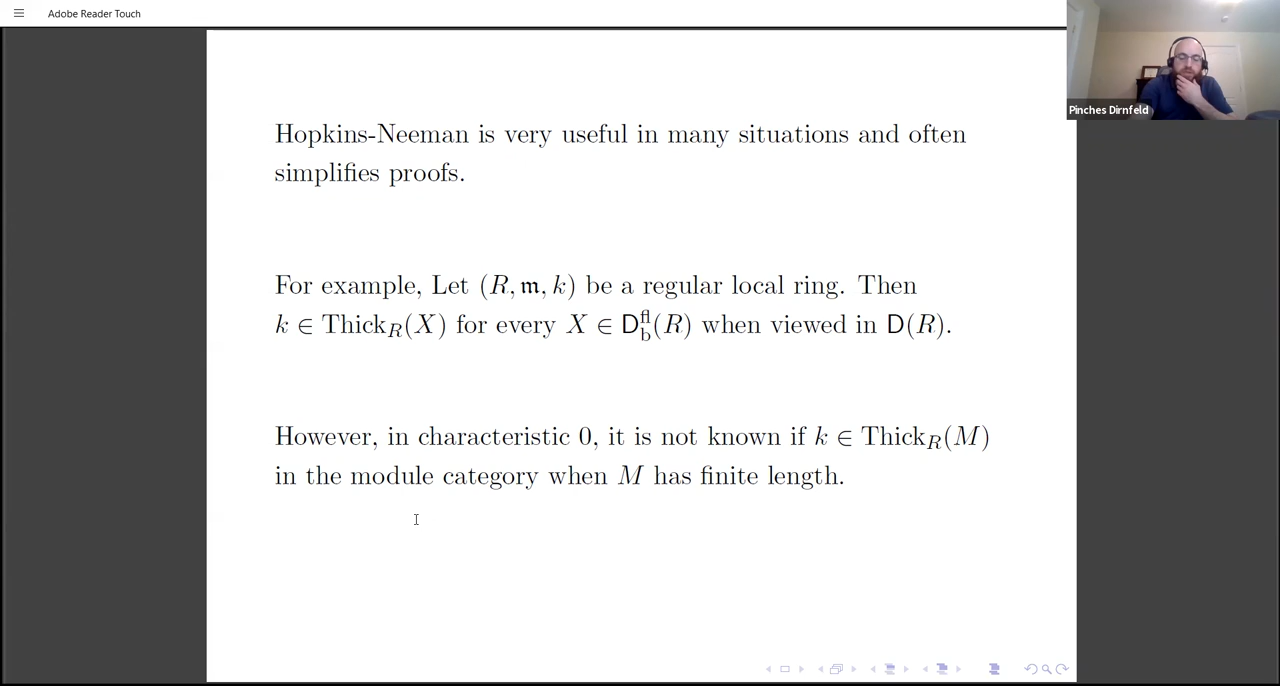 Adobe Reader Touch
Pinches Dirnfeld
Hopkins-Neeman is very useful in many situations and often
simplifies proofs.
For example, Let (R, 𝔪, k) be a regular local ring. Then
k ∈ Thick_R(X) for every X ∈ D_b^fl(R) when viewed in D(R).
However, in characteristic 0, it is not known if k ∈ Thick_R(M)
in the module category when M has finite length.